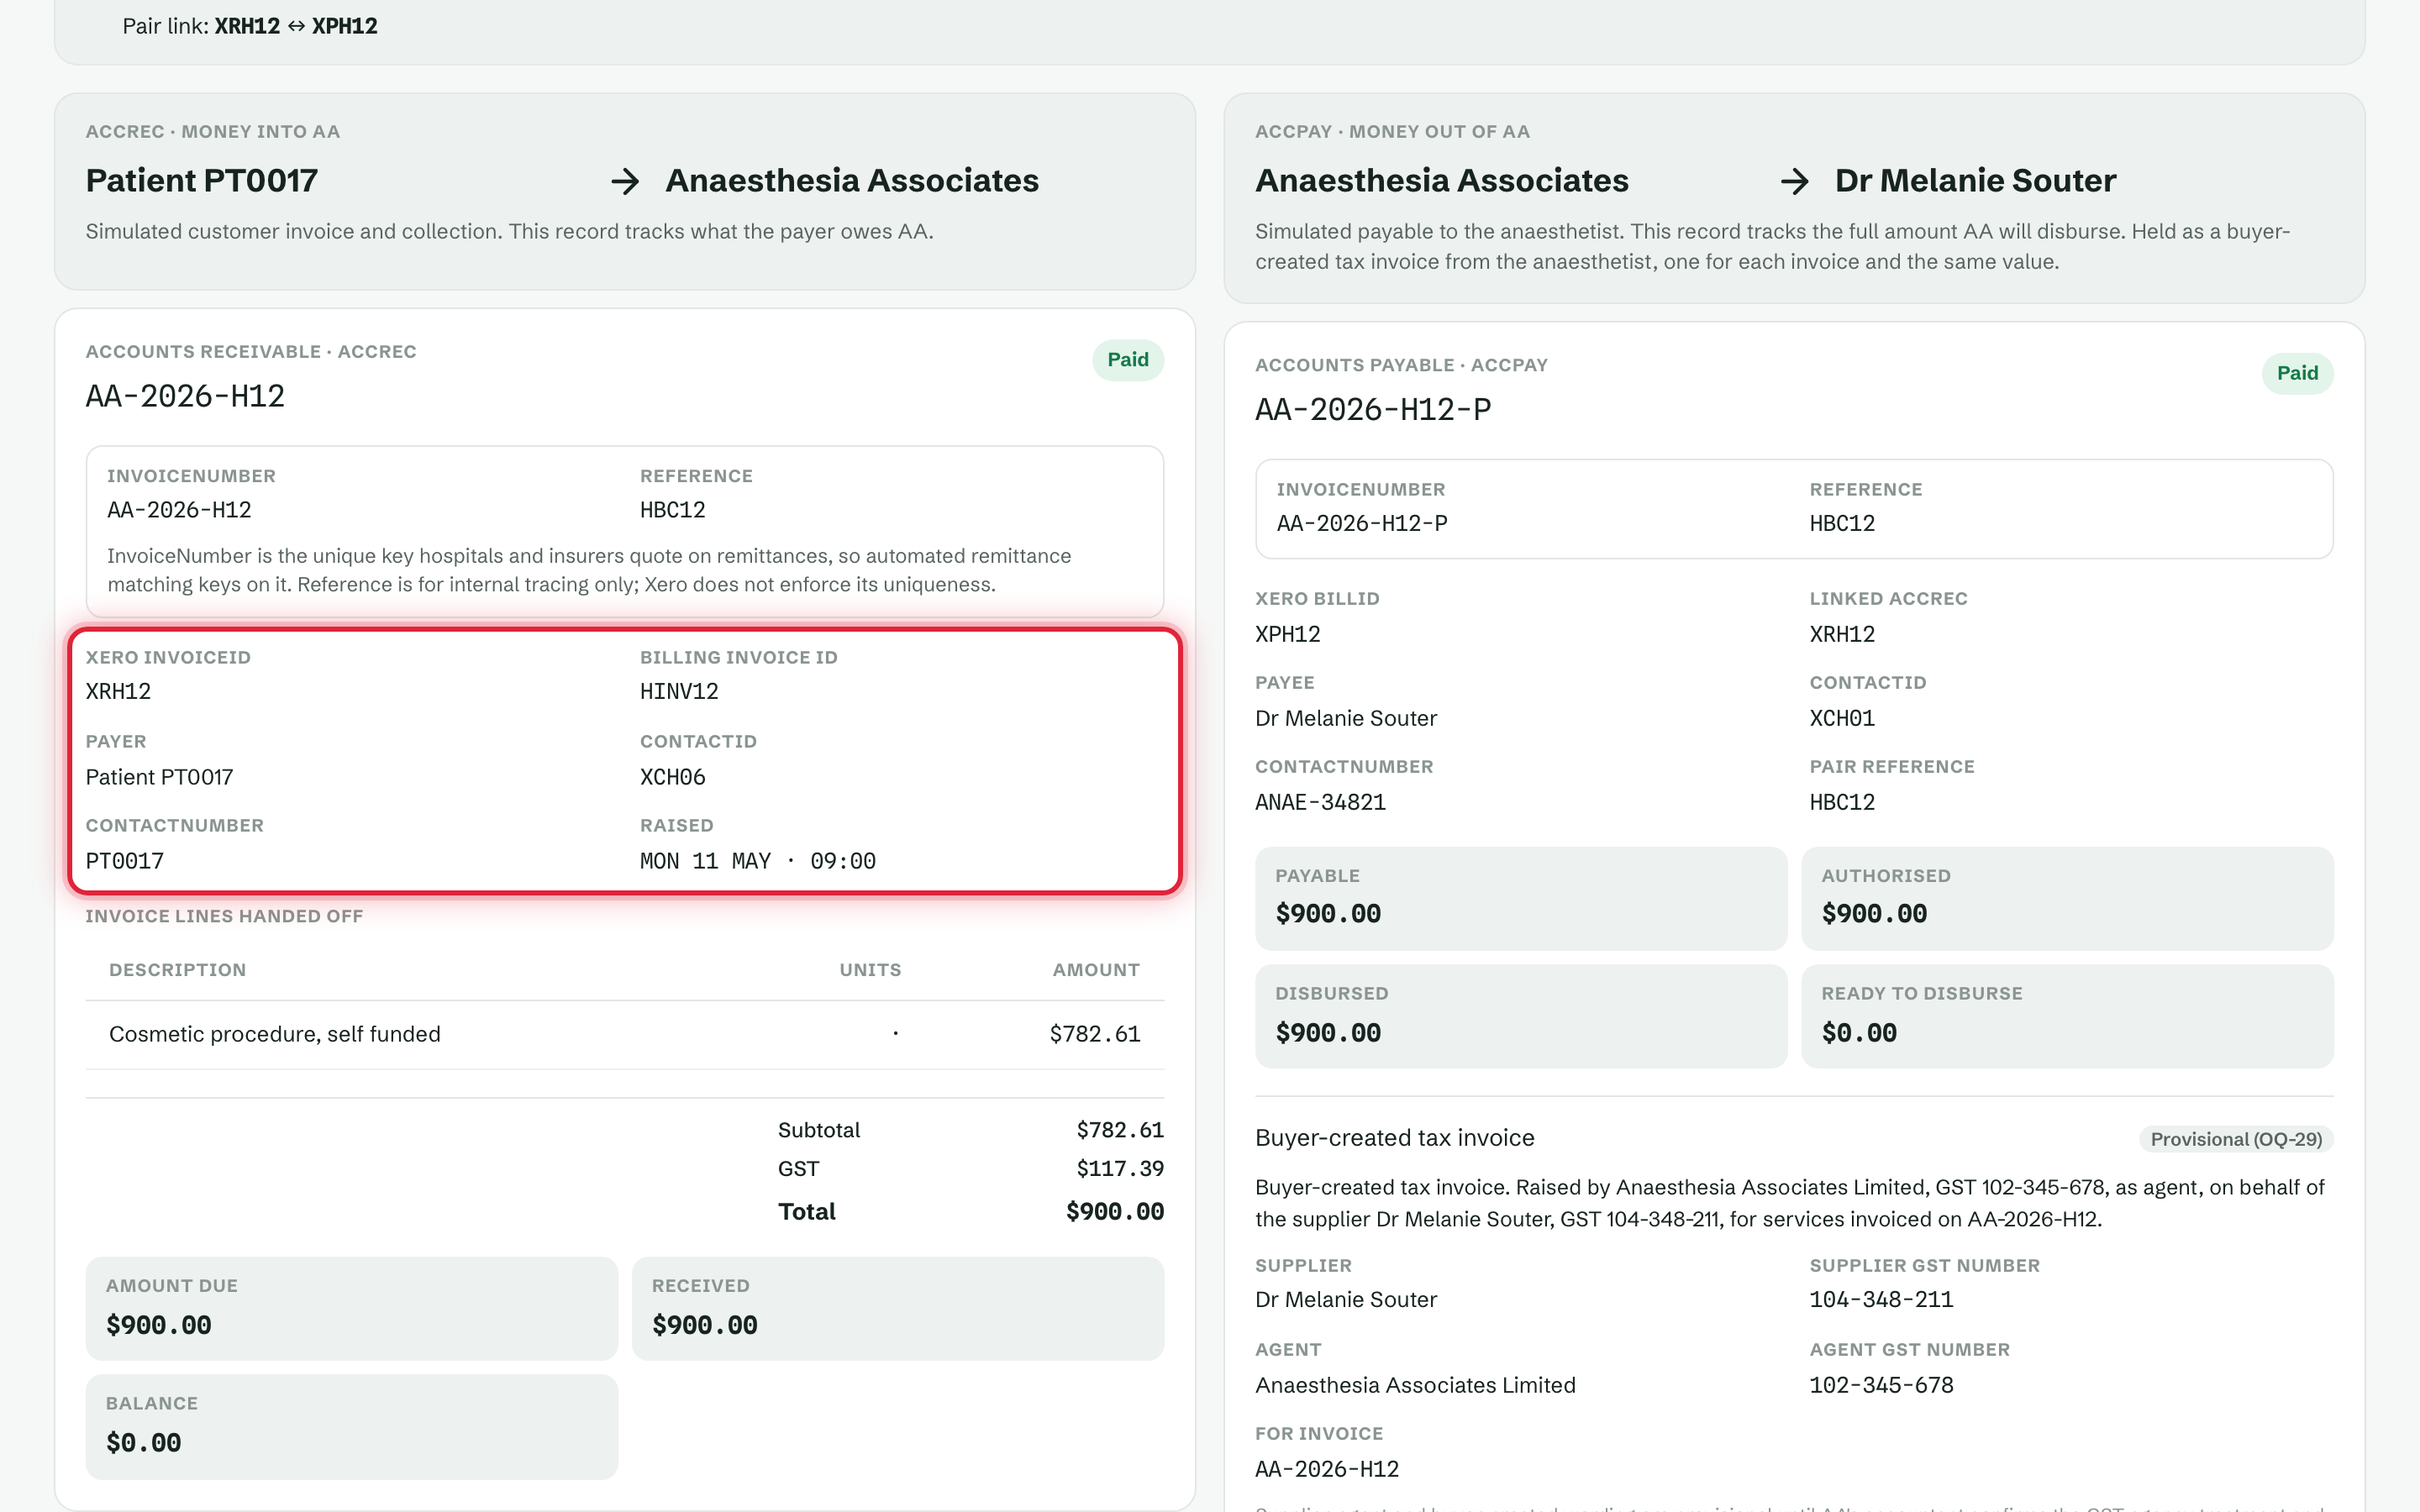 Pair link: XRH12 ↔ XPH12
ACCREC · MONEY INTO AA
Patient PT0017 → Anaesthesia Associates
Simulated customer invoice and collection. This record tracks what the payer owes AA.
ACCOUNTS RECEIVABLE · ACCREC
Paid
AA-2026-H12
INVOICENUMBER REFERENCE
AA-2026-H12 HBC12
InvoiceNumber is the unique key hospitals and insurers quote on remittances, so automated remittance
matching keys on it. Reference is for internal tracing only; Xero does not enforce its uniqueness.
XERO INVOICEID BILLING INVOICE ID
XRH12 HINV12
PAYER CONTACTID
Patient PT0017 XCH06
CONTACTNUMBER RAISED
PT0017 MON 11 MAY · 09:00
INVOICE LINES HANDED OFF
DESCRIPTION UNITS AMOUNT
Cosmetic procedure, self funded · $782.61
Subtotal $782.61
GST $117.39
Total $900.00
AMOUNT DUE RECEIVED
$900.00 $900.00
BALANCE
$0.00
ACCPAY · MONEY OUT OF AA
Anaesthesia Associates → Dr Melanie Souter
Simulated payable to the anaesthetist. This record tracks the full amount AA will disburse. Held as a buyer-
created tax invoice from the anaesthetist, one for each invoice and the same value.
ACCOUNTS PAYABLE · ACCPAY
Paid
AA-2026-H12-P
INVOICENUMBER REFERENCE
AA-2026-H12-P HBC12
XERO BILLID LINKED ACCREC
XPH12 XRH12
PAYEE CONTACTID
Dr Melanie Souter XCH01
CONTACTNUMBER PAIR REFERENCE
ANAE-34821 HBC12
PAYABLE AUTHORISED
$900.00 $900.00
DISBURSED READY TO DISBURSE
$900.00 $0.00
Buyer-created tax invoice Provisional (OQ-29)
Buyer-created tax invoice. Raised by Anaesthesia Associates Limited, GST 102-345-678, as agent, on behalf of
the supplier Dr Melanie Souter, GST 104-348-211, for services invoiced on AA-2026-H12.
SUPPLIER SUPPLIER GST NUMBER
Dr Melanie Souter 104-348-211
AGENT AGENT GST NUMBER
Anaesthesia Associates Limited 102-345-678
FOR INVOICE
AA-2026-H12